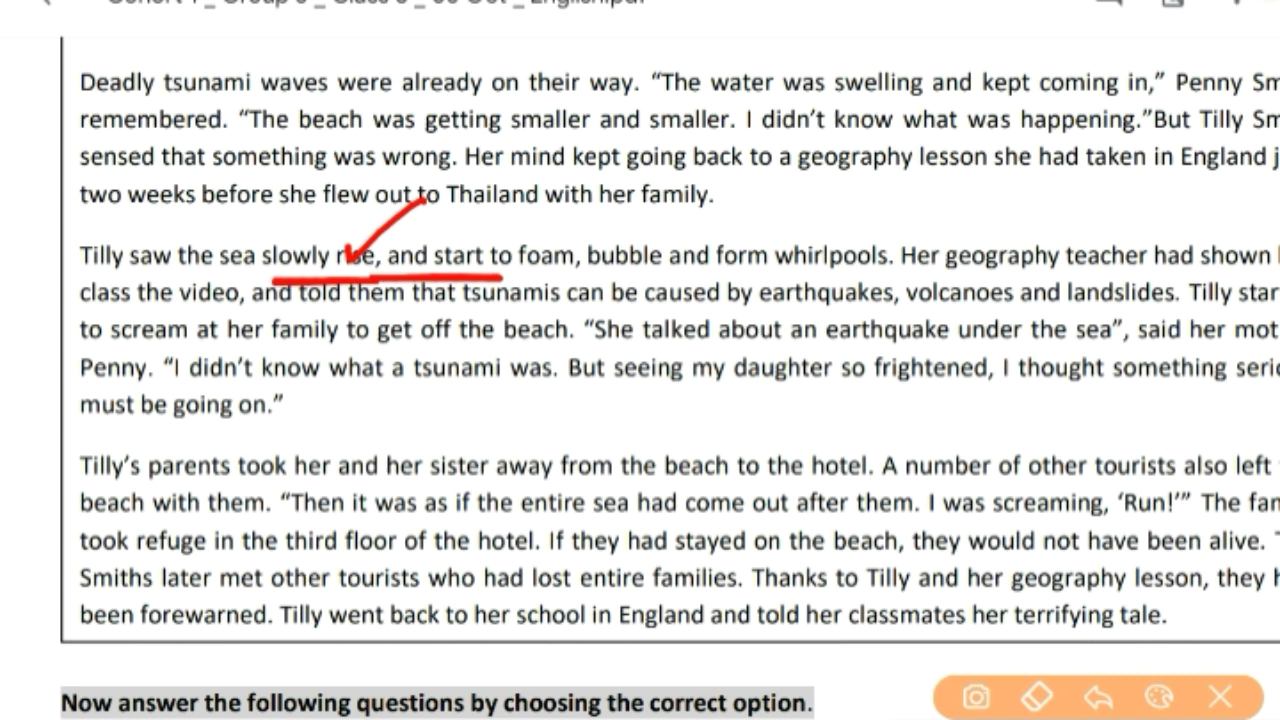 Deadly tsunami waves were already on their way. “The water was swelling and kept coming in,” Penny
remembered. “The beach was getting smaller and smaller. I didn’t know what was happening.”But Tilly
sensed that something was wrong. Her mind kept going back to a geography lesson she had taken in England
two weeks before she flew out to Thailand with her family.
Tilly saw the sea slowly rise, and start to foam, bubble and form whirlpools. Her geography teacher had shown
class the video, and told them that tsunamis can be caused by earthquakes, volcanoes and landslides. Tilly
to scream at her family to get off the beach. “She talked about an earthquake under the sea”, said her
Penny. “I didn’t know what a tsunami was. But seeing my daughter so frightened, I thought something
must be going on.”
Tilly’s parents took her and her sister away from the beach to the hotel. A number of other tourists also left
beach with them. “Then it was as if the entire sea had come out after them. I was screaming, ‘Run!’” The
took refuge in the third floor of the hotel. If they had stayed on the beach, they would not have been alive.
Smiths later met other tourists who had lost entire families. Thanks to Tilly and her geography lesson, they
been forewarned. Tilly went back to her school in England and told her classmates her terrifying tale.
Now answer the following questions by choosing the correct option.